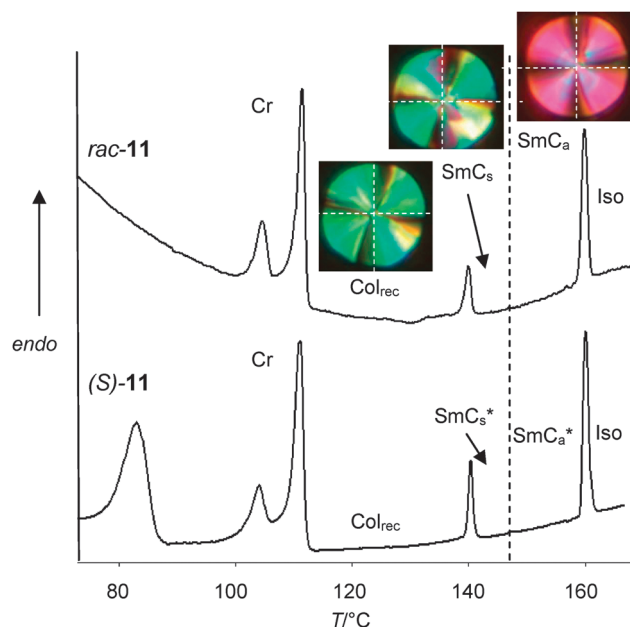 Cr
SmCₐ
rac-11
SmCₛ
Iso
Colᵣₑc
endo
Cr
(S)-11
SmCₛ*
SmCₐ*
Iso
Colᵣₑc
80 100 120 140 160
T/°C